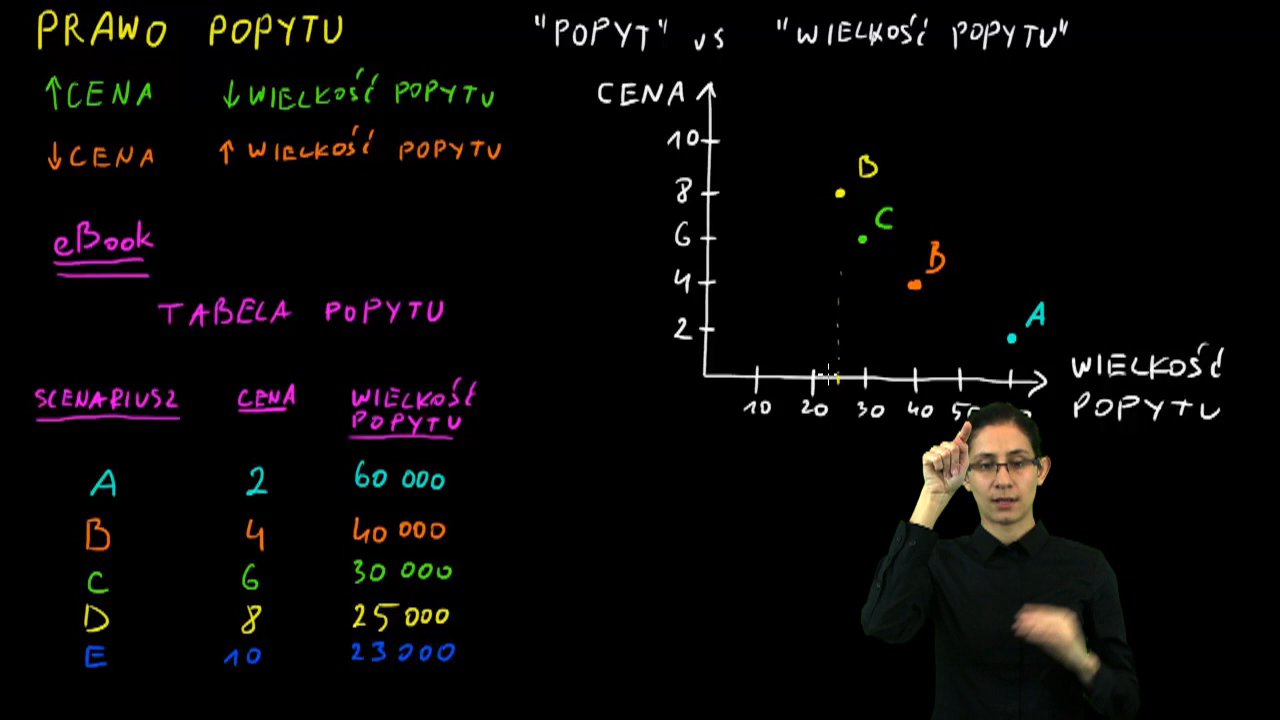 PRAWO POPYTU
↑CENA ↓WIELKOŚĆ POPYTU
↓CENA ↑WIELKOŚĆ POPYTU
eBook
TABELA POPYTU
SCENARIUSZ CENA WIELKOŚĆ POPYTU
A 2 60 000
B 4 40 000
C 6 30 000
D 8 25 000
E 10 23 000
"POPYT" vs "WIELKOŚĆ POPYTU"
CENA
10
8
6
4
2
B
C
B
A
10 20 30 40
WIELKOŚĆ
POPYTU